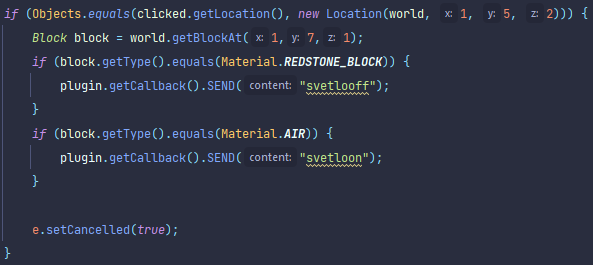 if (Objects.equals(clicked.getLocation(), new Location(world, x: 1, y: 5, z: 2))) {
Block block = world.getBlockAt( x: 1, y: 7, z: 1);
if (block.getType().equals(Material.REDSTONE_BLOCK)) {
plugin.getCallback().SEND( content: "svetlooff");
}
if (block.getType().equals(Material.AIR)) {
plugin.getCallback().SEND( content: "svetloon");
}
e.setCancelled(true);
}